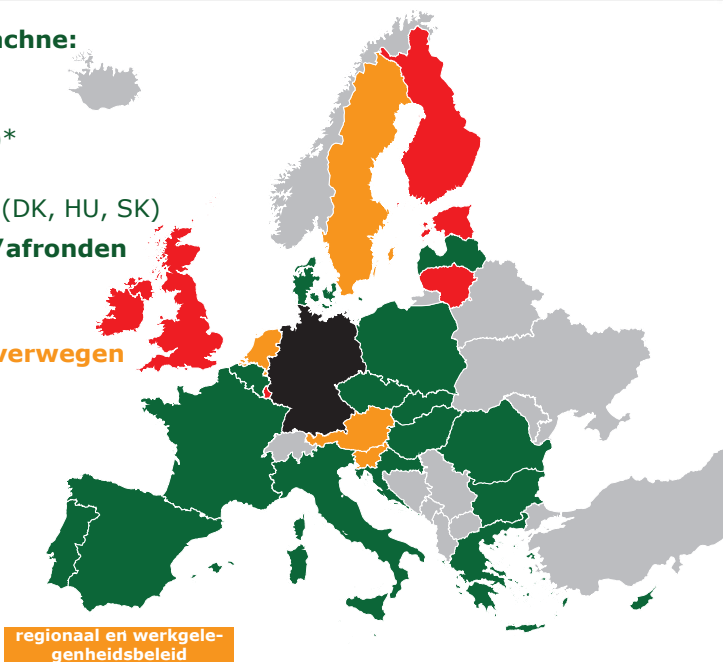 achne:
*
(DK, HU, SK)
/afronden
verwegen
regionaal en werkgele-
genheidsbeleid